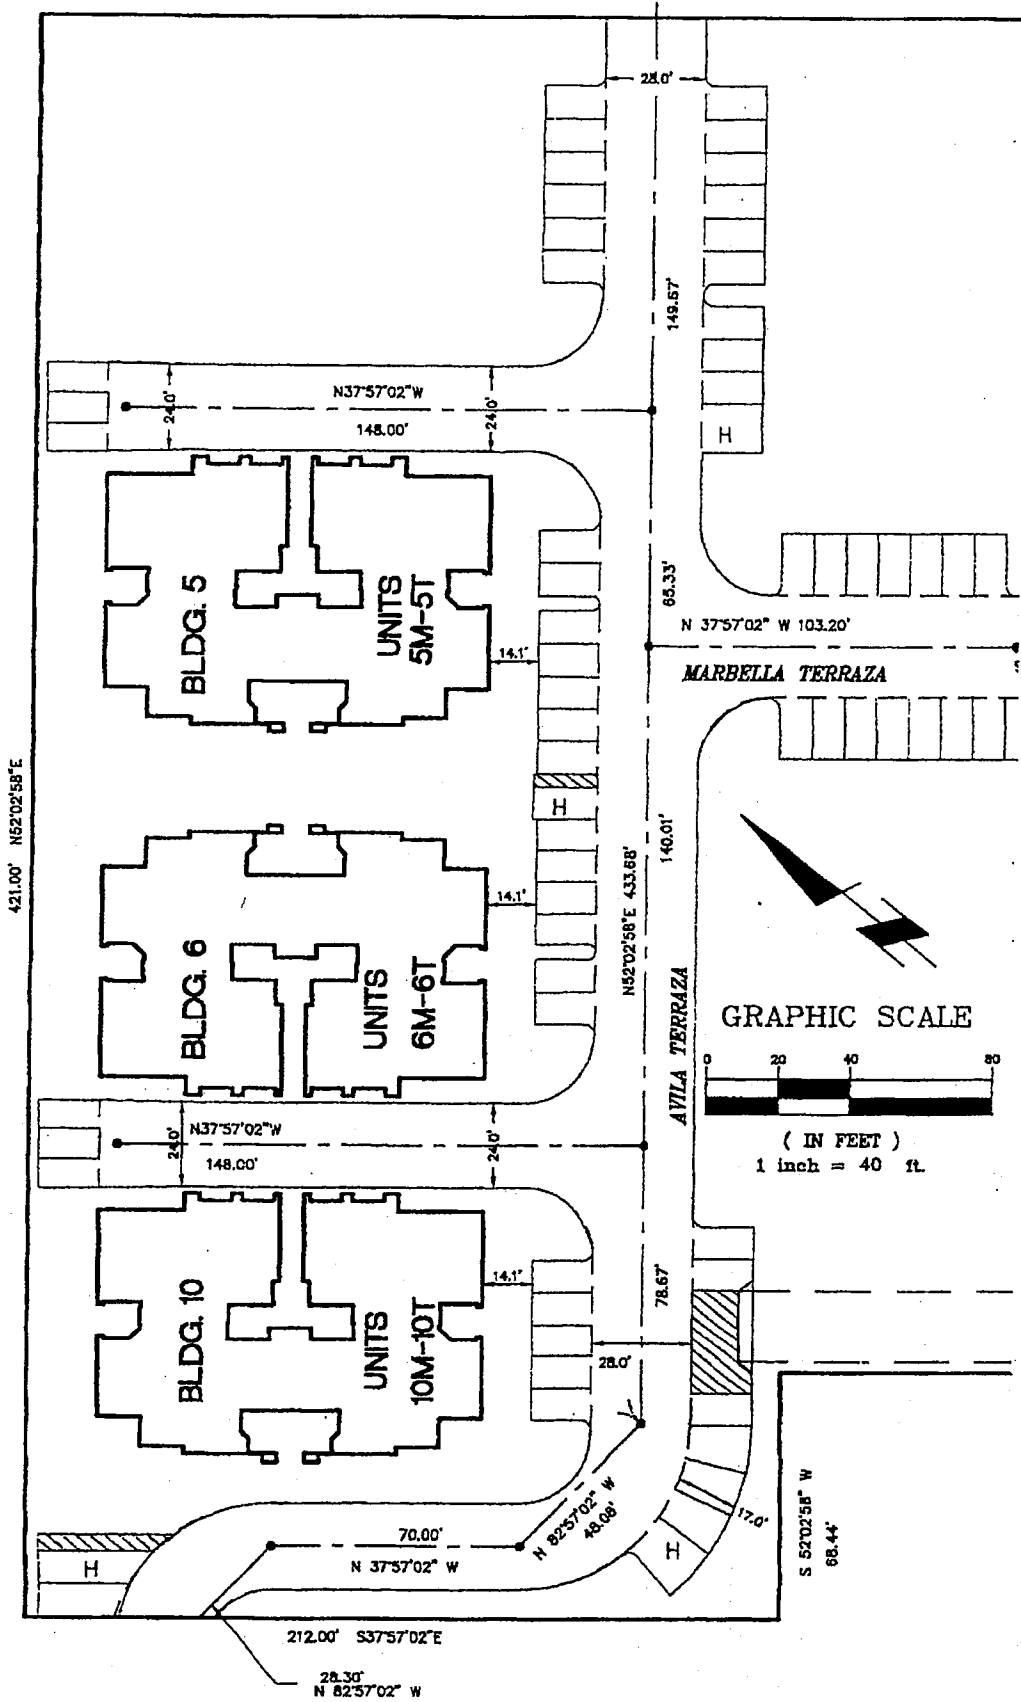 28.0'
149.67'
N37°57'02"W
24.0'
24.0'
148.00'
H
BLDG. 5
UNITS
5M-5T
65.33'
N 37°57'02" W 103.20'
14.1'
MARBELLA TERRAZA
421.00' N52°02'58"E
H
140.01'
N52°02'58"E 433.68'
14.1'
BLDG. 6
UNITS
6M-6T
AVILA TERRAZA
GRAPHIC SCALE
0 20 40 80
( IN FEET )
1 inch = 40 ft.
N37°57'02"W
24.0'
24.0'
148.00'
14.1'
78.67'
BLDG. 10
UNITS
10M-10T
28.0'
N 82°57'02" W
48.08'
17.0'
S 52°02'58" W
68.44'
70.00'
N 37°57'02" W
H
H
212.00' S37°57'02"E
28.30'
N 82°57'02" W